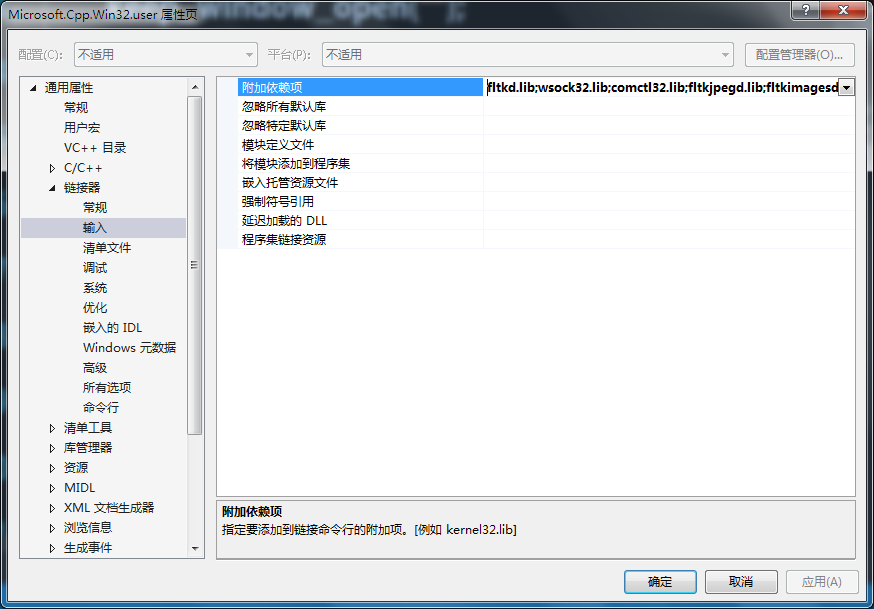 window_open( );
Microsoft.Cpp.Win32.user 属性页
配置(C): 不适用 平台(P): 不适用 配置管理器(O)...
通用属性
常规
用户宏
VC++ 目录
C/C++
链接器
常规
输入
清单文件
调试
系统
优化
嵌入的 IDL
Windows 元数据
高级
所有选项
命令行
清单工具
库管理器
资源
MIDL
XML 文档生成器
浏览信息
生成事件
附加依赖项 fltkd.lib;wsock32.lib;comctl32.lib;fltkjpegd.lib;fltkimagesd
忽略所有默认库
忽略特定默认库
模块定义文件
将模块添加到程序集
嵌入托管资源文件
强制符号引用
延迟加载的 DLL
程序集链接资源
附加依赖项
指定要添加到链接命令行的附加项。[例如 kernel32.lib]
确定 取消 应用(A)